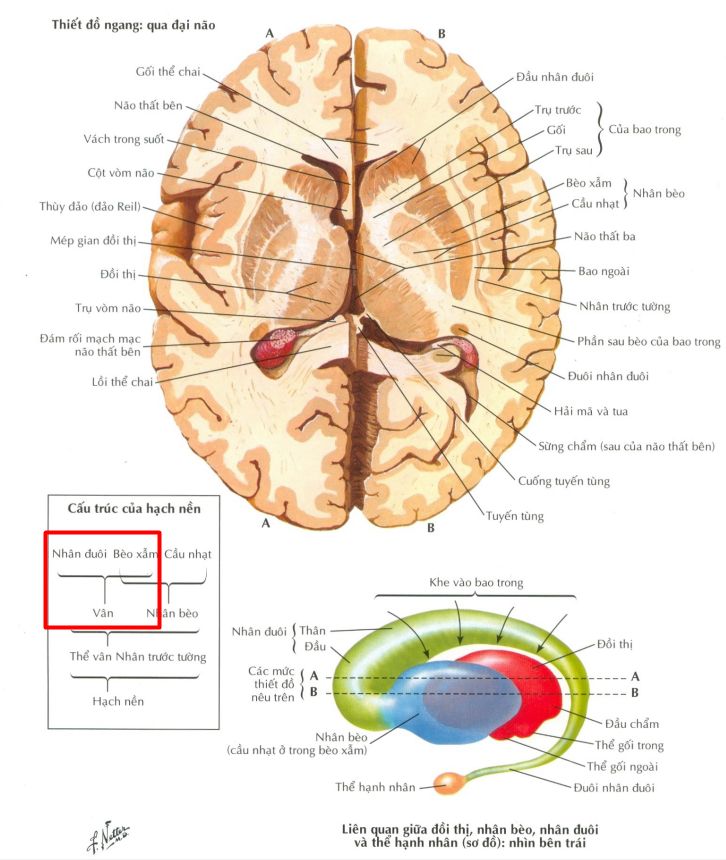 Thiết đồ ngang: qua đại não
A
B
Gối thể chai
Não thất bên
Vách trong suốt
Cột vòm não
Thùy đảo (đảo Reil)
Mép gian đồi thị
Đồi thị
Trụ vòm não
Đám rối mạch mạc
não thất bên
Lồi thể chai
Đầu nhân đuôi
Trụ trước
Gối
Trụ sau
Của bao trong
Bèo xẫm
Cầu nhạt
Nhân bèo
Não thất ba
Bao ngoài
Nhân trước tường
Phần sau bèo của bao trong
Đuôi nhân đuôi
Hải mã và tua
Sừng chẩm (sau của não thất bên)
Cuống tuyến tùng
Tuyến tùng
A
B
Cấu trúc của hạch nền
Nhân đuôi Bèo xẫm Cầu nhạt
Vân Nhân bèo
Thể vân Nhân trước tường
Hạch nền
Khe vào bao trong
Nhân đuôi
Thân
Đầu
Các mức
thiết đồ
nêu trên
A
B
Đồi thị
A
B
Đầu chẩm
Thể gối trong
Thể gối ngoài
Đuôi nhân đuôi
Nhân bèo
(cầu nhạt ở trong bèo xẫm)
Thể hạnh nhân
Liên quan giữa đồi thị, nhân bèo, nhân đuôi
và thể hạnh nhân (sơ đồ): nhìn bên trái
F. Netter
M.D.